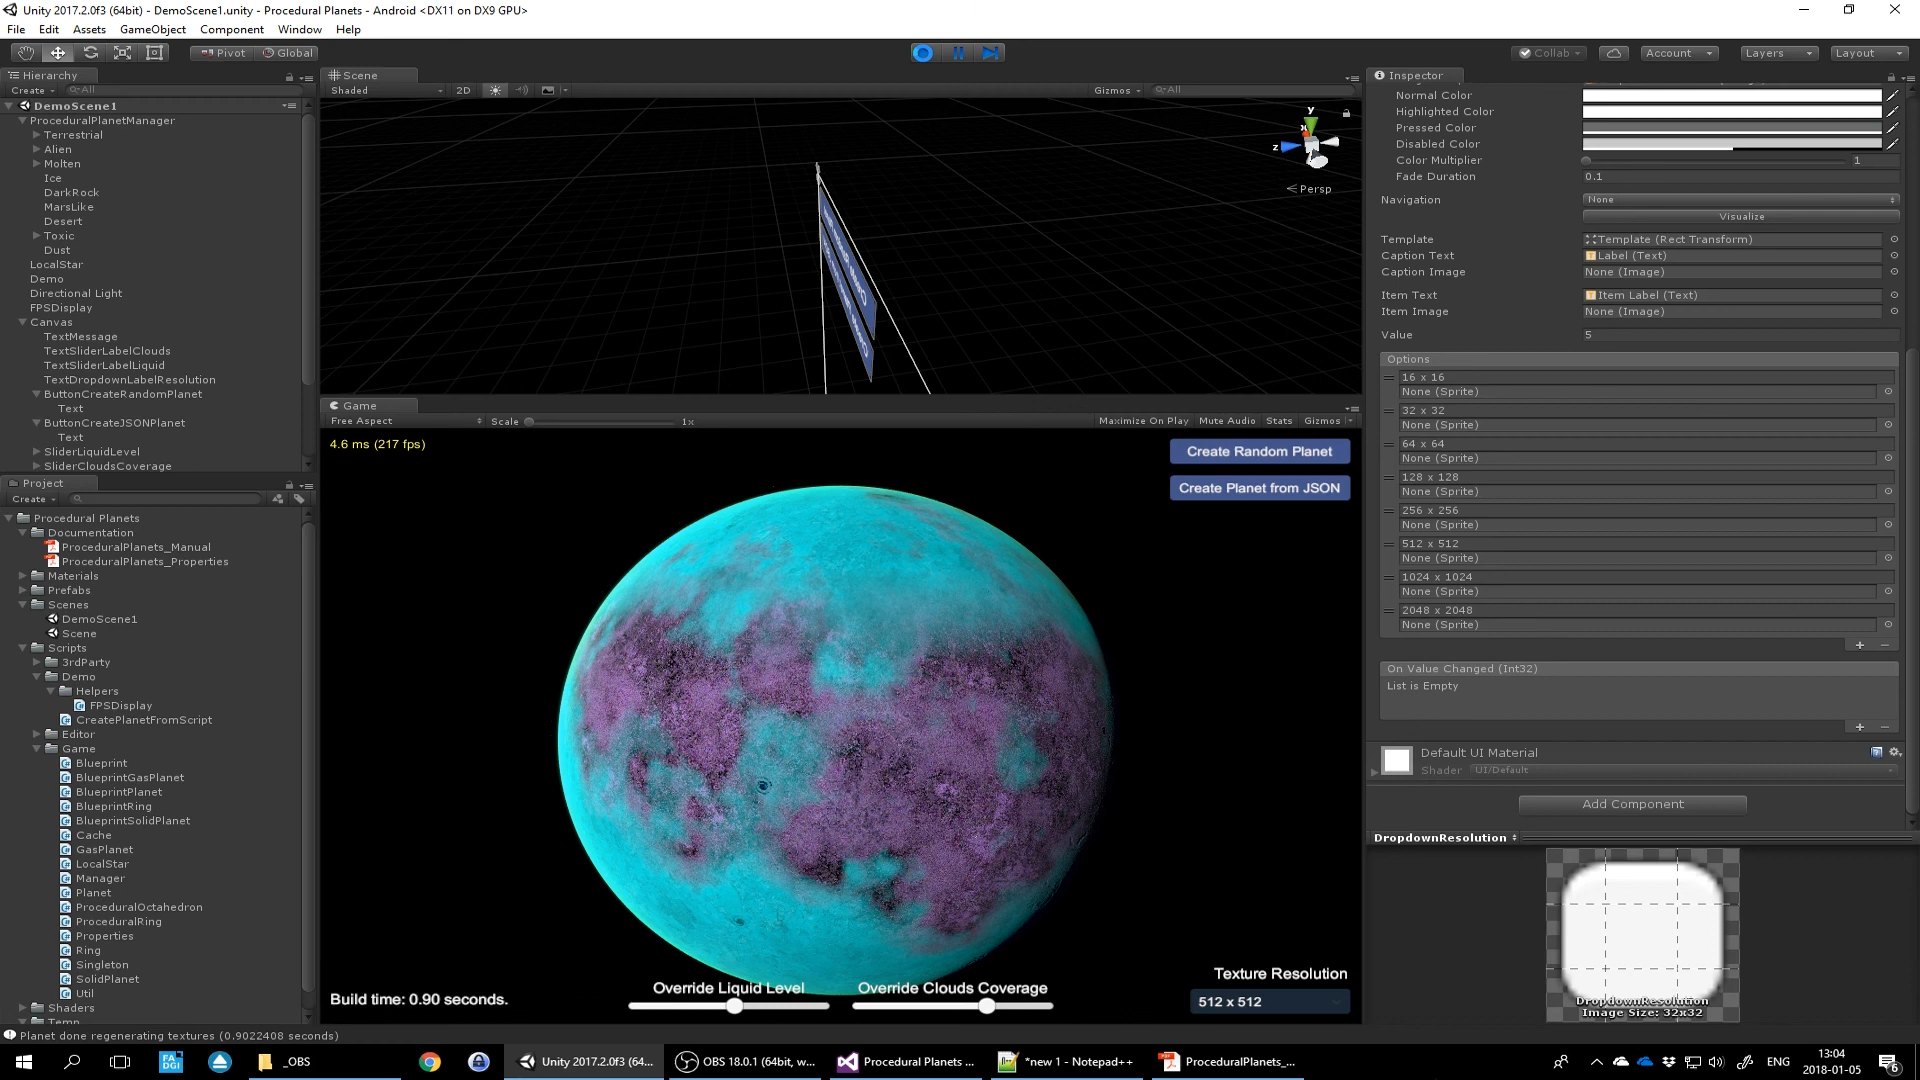 Unity 2017.2.0f3 (64bit) - DemoScene1.unity - Procedural Planets - Android <DX11 on DX9 GPU>
File Edit Assets GameObject Component Window Help
Pivot Global
Collab Account Layers Layout
Hierarchy
Create All
DemoScene1
ProceduralPlanetManager
Terrestrial
Alien
Molten
Ice
DarkRock
MarsLike
Desert
Toxic
Dust
LocalStar
Demo
Directional Light
FPSDisplay
Canvas
TextMessage
TextSliderLabelClouds
TextSliderLabelLiquid
TextDropdownLabelResolution
ButtonCreateRandomPlanet
Text
ButtonCreateJSONPlanet
Text
SliderLiquidLevel
SliderCloudsCoverage
Project
Create
Procedural Planets
Documentation
ProceduralPlanets_Manual
ProceduralPlanets_Properties
Materials
Prefabs
Scenes
DemoScene1
Scene
Scripts
3rdParty
Demo
Helpers
FPSDisplay
CreatePlanetFromScript
Editor
Game
Blueprint
BlueprintGasPlanet
BlueprintPlanet
BlueprintRing
BlueprintSolidPlanet
Cache
GasPlanet
LocalStar
Manager
Planet
ProceduralOctahedron
ProceduralRing
Properties
Ring
Singleton
SolidPlanet
Util
Shaders
Temp
Scene
Shaded 2D Gizmos All
y
x
z
Persp
Game
Free Aspect Scale 1x Maximize On Play Mute Audio Stats Gizmos
4.6 ms (217 fps)
Create Random Planet
Create Planet from JSON
Override Liquid Level
Override Clouds Coverage
Texture Resolution
512 x 512
Build time: 0.90 seconds.
Inspector
Normal Color
Highlighted Color
Pressed Color
Disabled Color
Color Multiplier 1
Fade Duration 0.1
Navigation None
Visualize
Template Template (Rect Transform)
Caption Text Label (Text)
Caption Image None (Image)
Item Text Item Label (Text)
Item Image None (Image)
Value 5
Options
16 x 16
None (Sprite)
32 x 32
None (Sprite)
64 x 64
None (Sprite)
128 x 128
None (Sprite)
256 x 256
None (Sprite)
512 x 512
None (Sprite)
1024 x 1024
None (Sprite)
2048 x 2048
None (Sprite)
On Value Changed (Int32)
List is Empty
Default UI Material
Shader UI/Default
Add Component
DropdownResolution
DropdownResolution
Image Size: 32x32
Planet done regenerating textures (0.9022408 seconds)
FA
DGI
_OBS
Unity 2017.2.0f3 (64...
OBS 18.0.1 (64bit, w...
Procedural Planets ...
*new 1 - Notepad++
ProceduralPlanets_...
ENG
13:04
2018-01-05
6